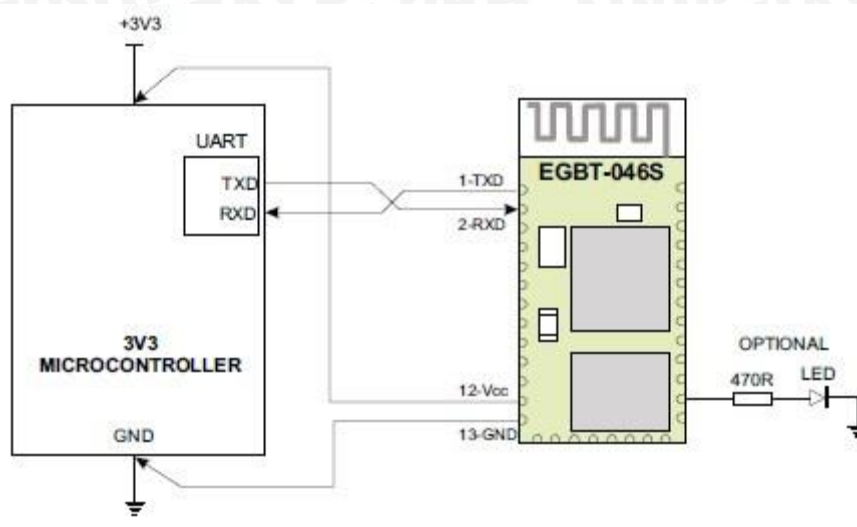 +3V3
UART
TXD
RXD
3V3
MICROCONTROLLER
GND
1-TXD
2-RXD
12-Vcc
13-GND
EGBT-046S
OPTIONAL
470R
LED